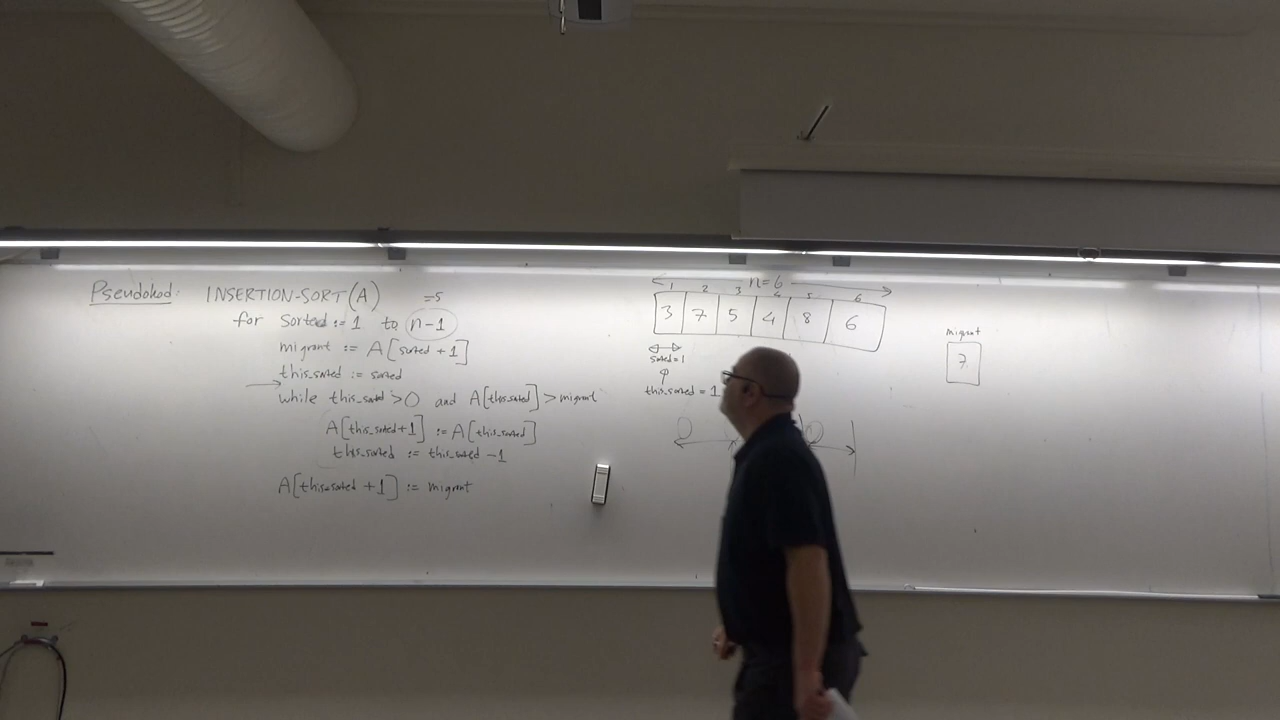 Pseudokod: INSERTION-SORT(A)
=5
for sorted := 1 to n-1
migrant := A[sorted +1]
this_sorted := sorted
while this_sorted >0 and A[this_sorted] > migrant
A[this_sorted+1] := A[this_sorted]
this_sorted := this_sorted -1
A[this_sorted +1] := migrant
n=6
1 2 3 4 5 6
3 7 5 4 8 6
sorted=1
this_sorted = 1
migrant
7